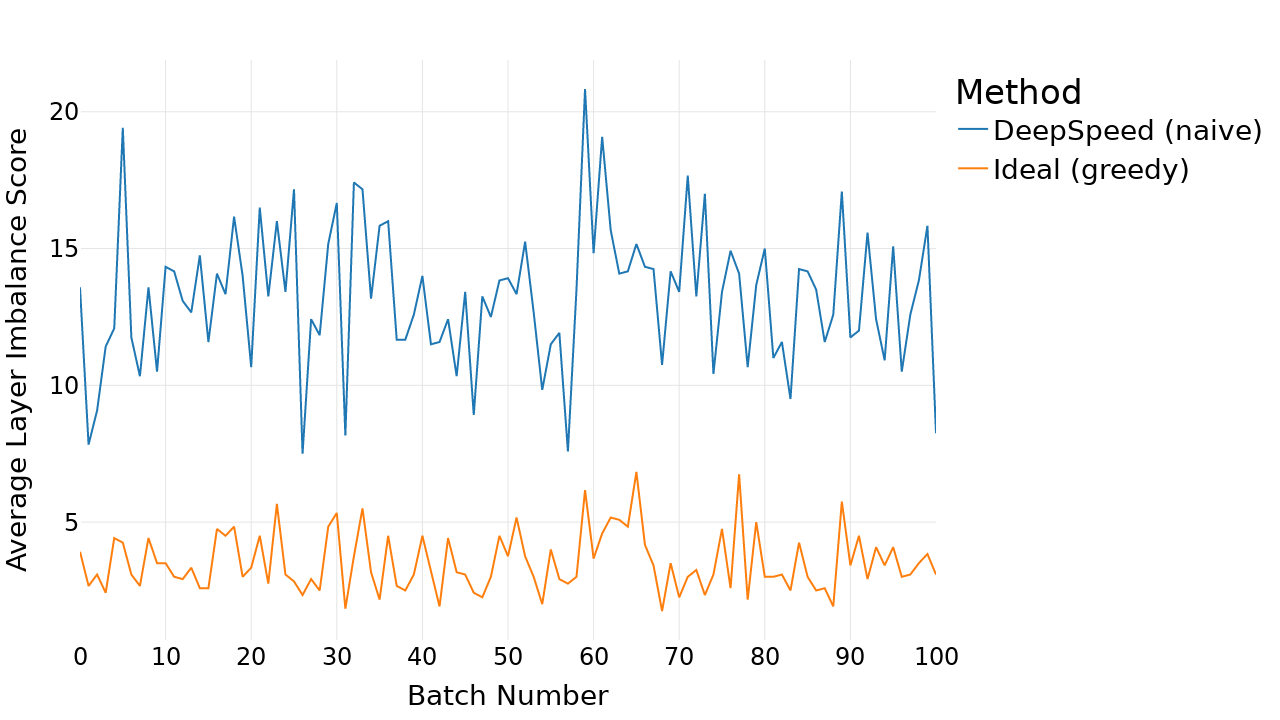 Method
DeepSpeed (naive)
Ideal (greedy)
Average Layer Imbalance Score
20
15
10
5
0 10 20 30 40 50 60 70 80 90 100
Batch Number